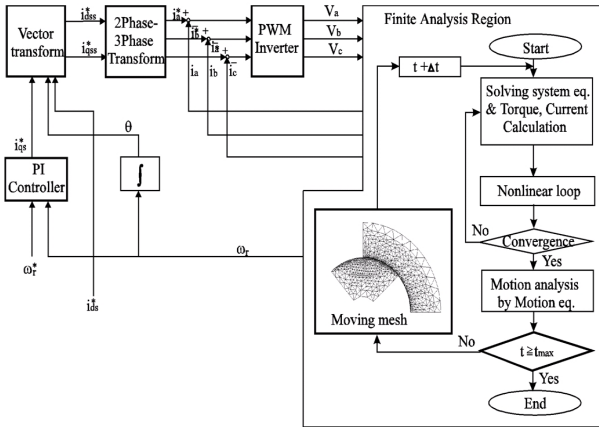 Finite Analysis Region
i*dss
i*qss
Vector
transform
2Phase-
3Phase
Transform
i*a +
i*b +
i*c +
-
-
-
ia
ib
ic
PWM
Inverter
Va
Vb
Vc
θ
∫
i*qs
PI
Controller
ω*r
i*ds
ωr
Start
t +Δt
Solving system eq.
& Torque, Current
Calculation
Nonlinear loop
No
Convergence
Yes
Motion analysis
by Motion eq.
Moving mesh
No
t ≧ tmax
Yes
End